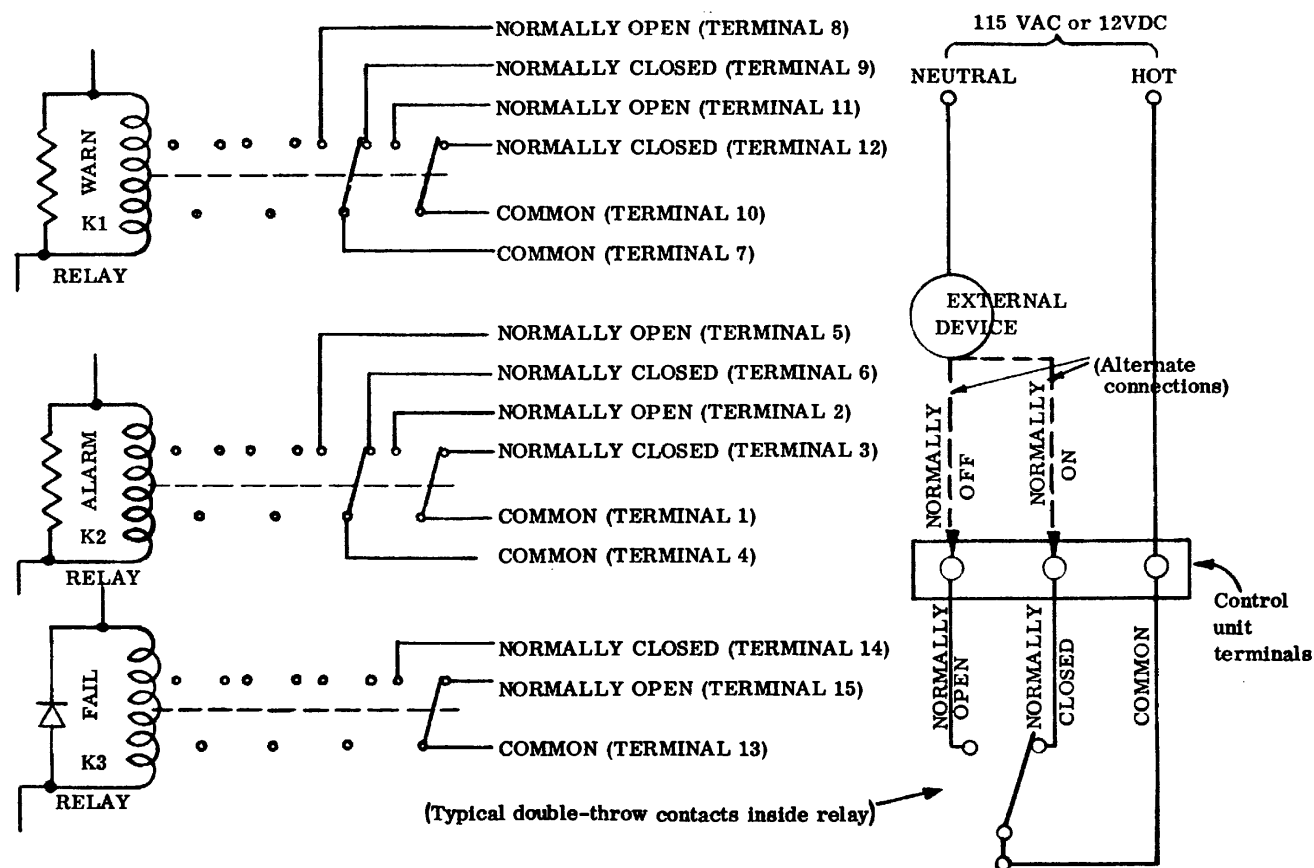 NORMALLY OPEN (TERMINAL 8)
NORMALLY CLOSED (TERMINAL 9)
NORMALLY OPEN (TERMINAL 11)
NORMALLY CLOSED (TERMINAL 12)
COMMON (TERMINAL 10)
COMMON (TERMINAL 7)
WARN
K1
RELAY
NORMALLY OPEN (TERMINAL 5)
NORMALLY CLOSED (TERMINAL 6)
NORMALLY OPEN (TERMINAL 2)
NORMALLY CLOSED (TERMINAL 3)
COMMON (TERMINAL 1)
COMMON (TERMINAL 4)
ALARM
K2
RELAY
NORMALLY CLOSED (TERMINAL 14)
NORMALLY OPEN (TERMINAL 15)
COMMON (TERMINAL 13)
FAIL
K3
RELAY
115 VAC or 12VDC
NEUTRAL
HOT
EXTERNAL
DEVICE
(Alternate
connections)
NORMALLY
OFF
NORMALLY
ON
Control
unit
terminals
NORMALLY
OPEN
NORMALLY
CLOSED
COMMON
(Typical double-throw contacts inside relay)